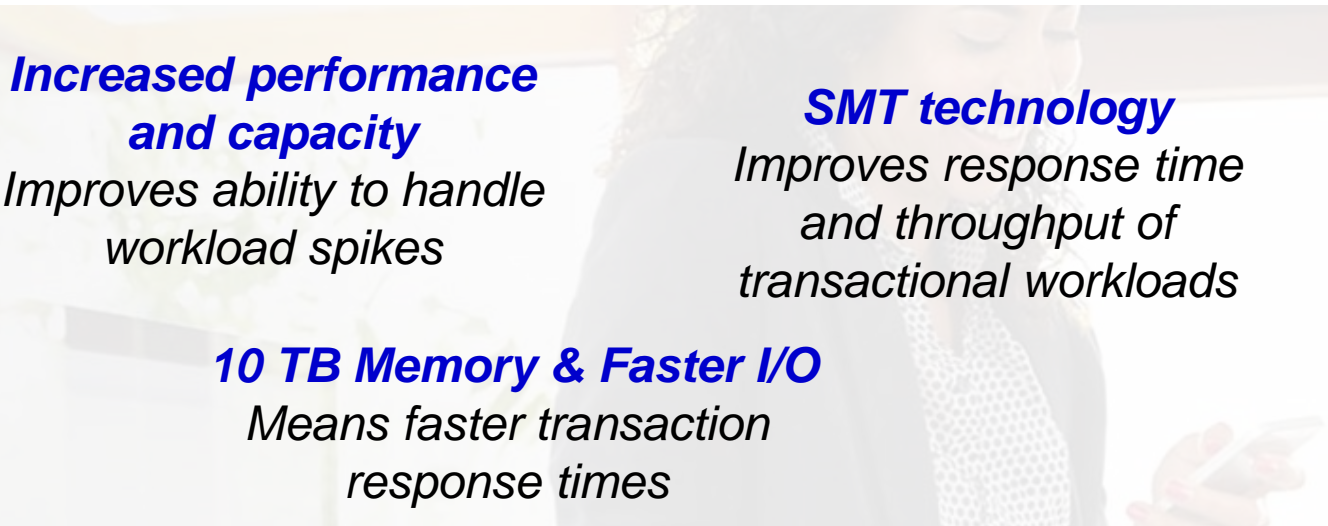 Increased performance
and capacity
Improves ability to handle
workload spikes
SMT technology
Improves response time
and throughput of
transactional workloads
10 TB Memory & Faster I/O
Means faster transaction
response times